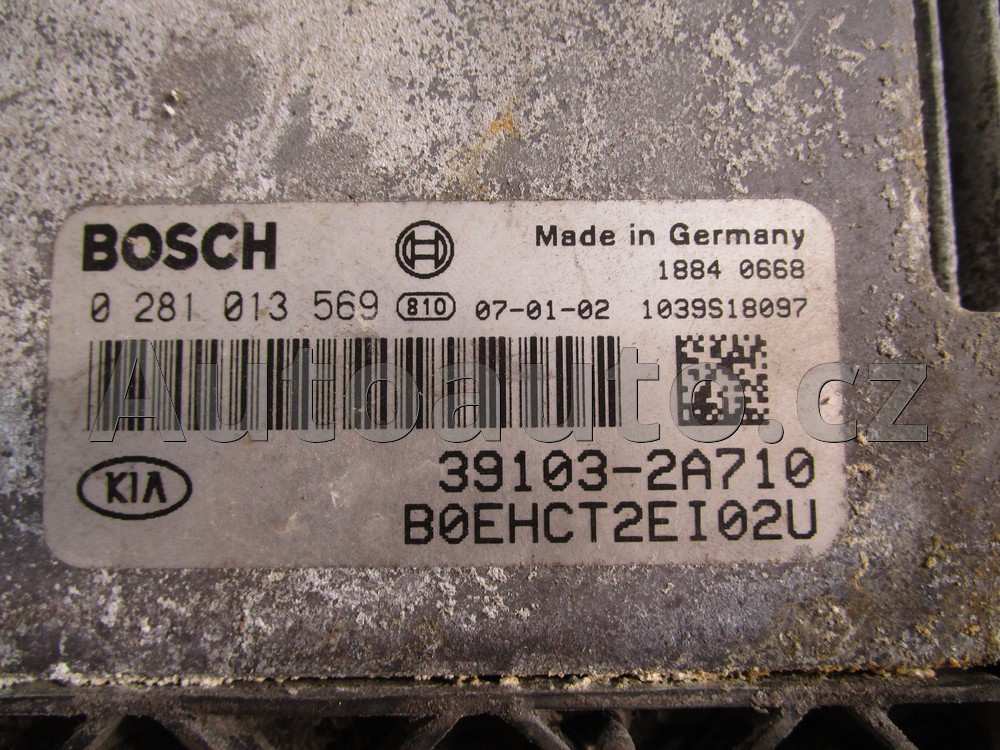 BOSCH
Made in Germany
1884 0668
0 281 013 569 810 07-01-02 1039S18097
Autoauto.cz
KIA
39103-2A710
B0EHCT2EI02U